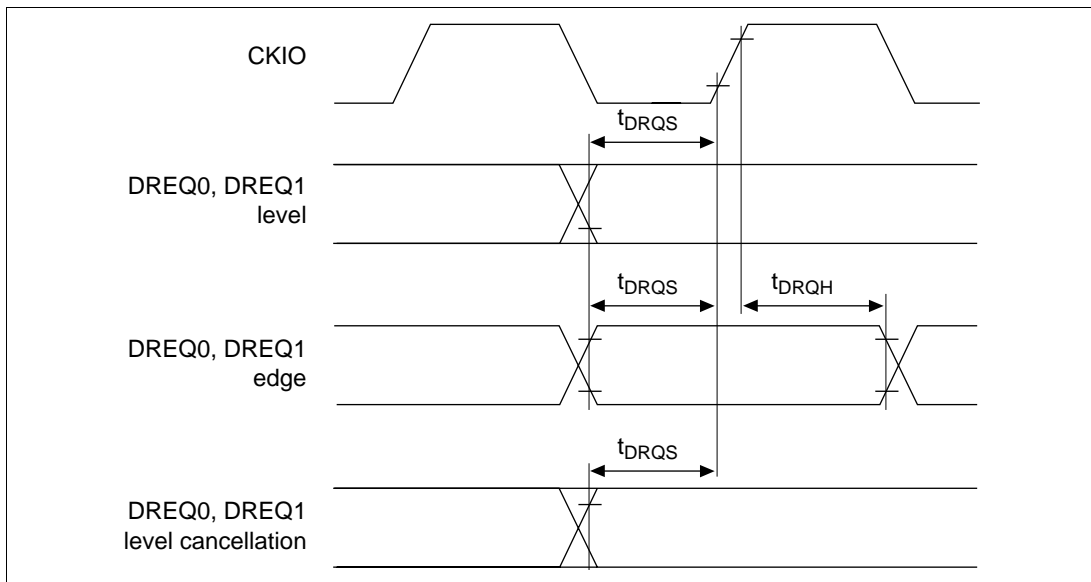 CKIO
tDRQS
DREQ0, DREQ1
level
tDRQS
tDRQH
DREQ0, DREQ1
edge
tDRQS
DREQ0, DREQ1
level cancellation